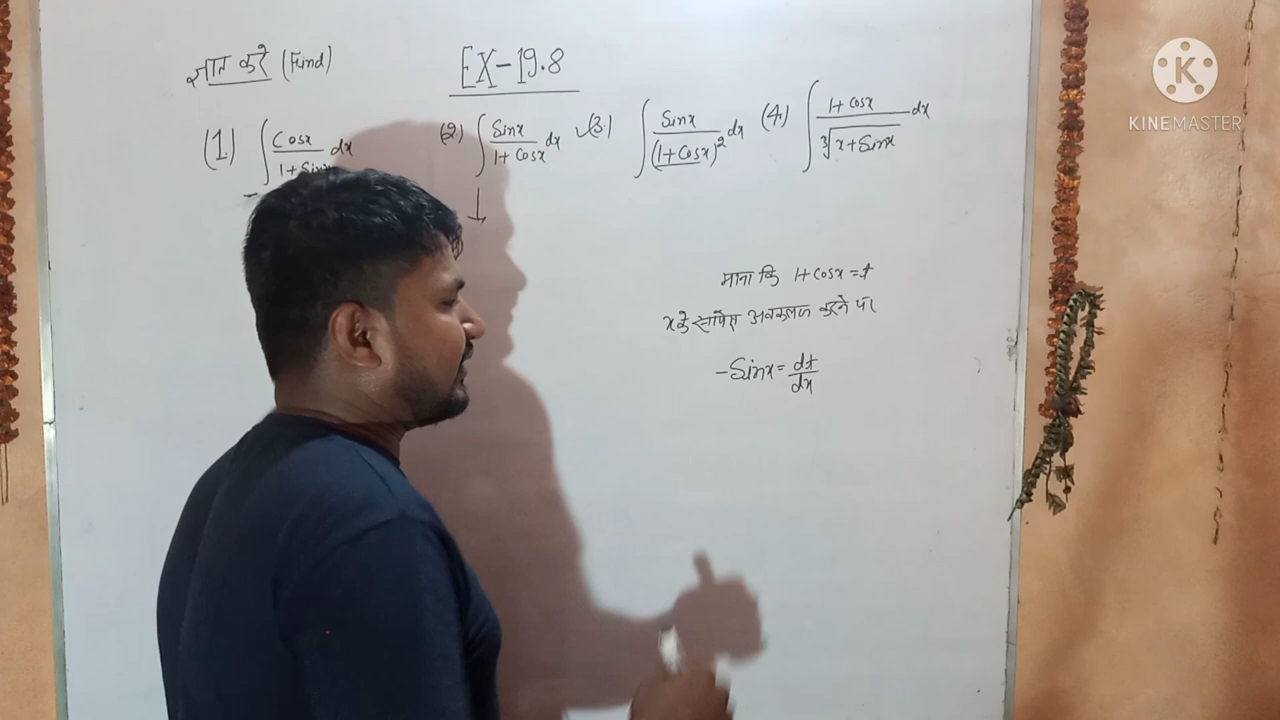 ज्ञात करे (Find)
EX-19.8
(1) ∫ Cosx / 1+Sinx dx
(2) ∫ Sinx / 1+Cosx dx
(3) ∫ Sinx / (1+Cosx)² dx
(4) ∫ 1+Cosx / ∛x+Sinx dx
माना कि 1+Cosx=t
x के सापेक्ष अवकलन करने पर
-Sinx = dt/dx
KINEMASTER